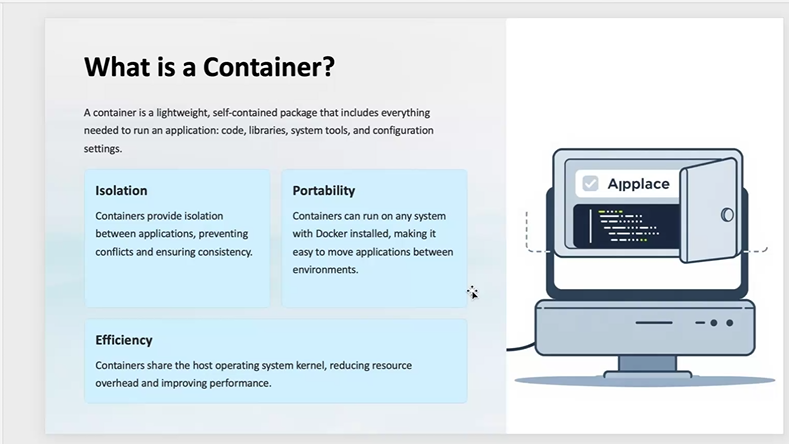 What is a Container?
A container is a lightweight, self-contained package that includes everything
needed to run an application: code, libraries, system tools, and configuration
settings.
Isolation
Containers provide isolation
between applications, preventing
conflicts and ensuring consistency.
Portability
Containers can run on any system
with Docker installed, making it
easy to move applications between
environments.
Efficiency
Containers share the host operating system kernel, reducing resource
overhead and improving performance.
Applace